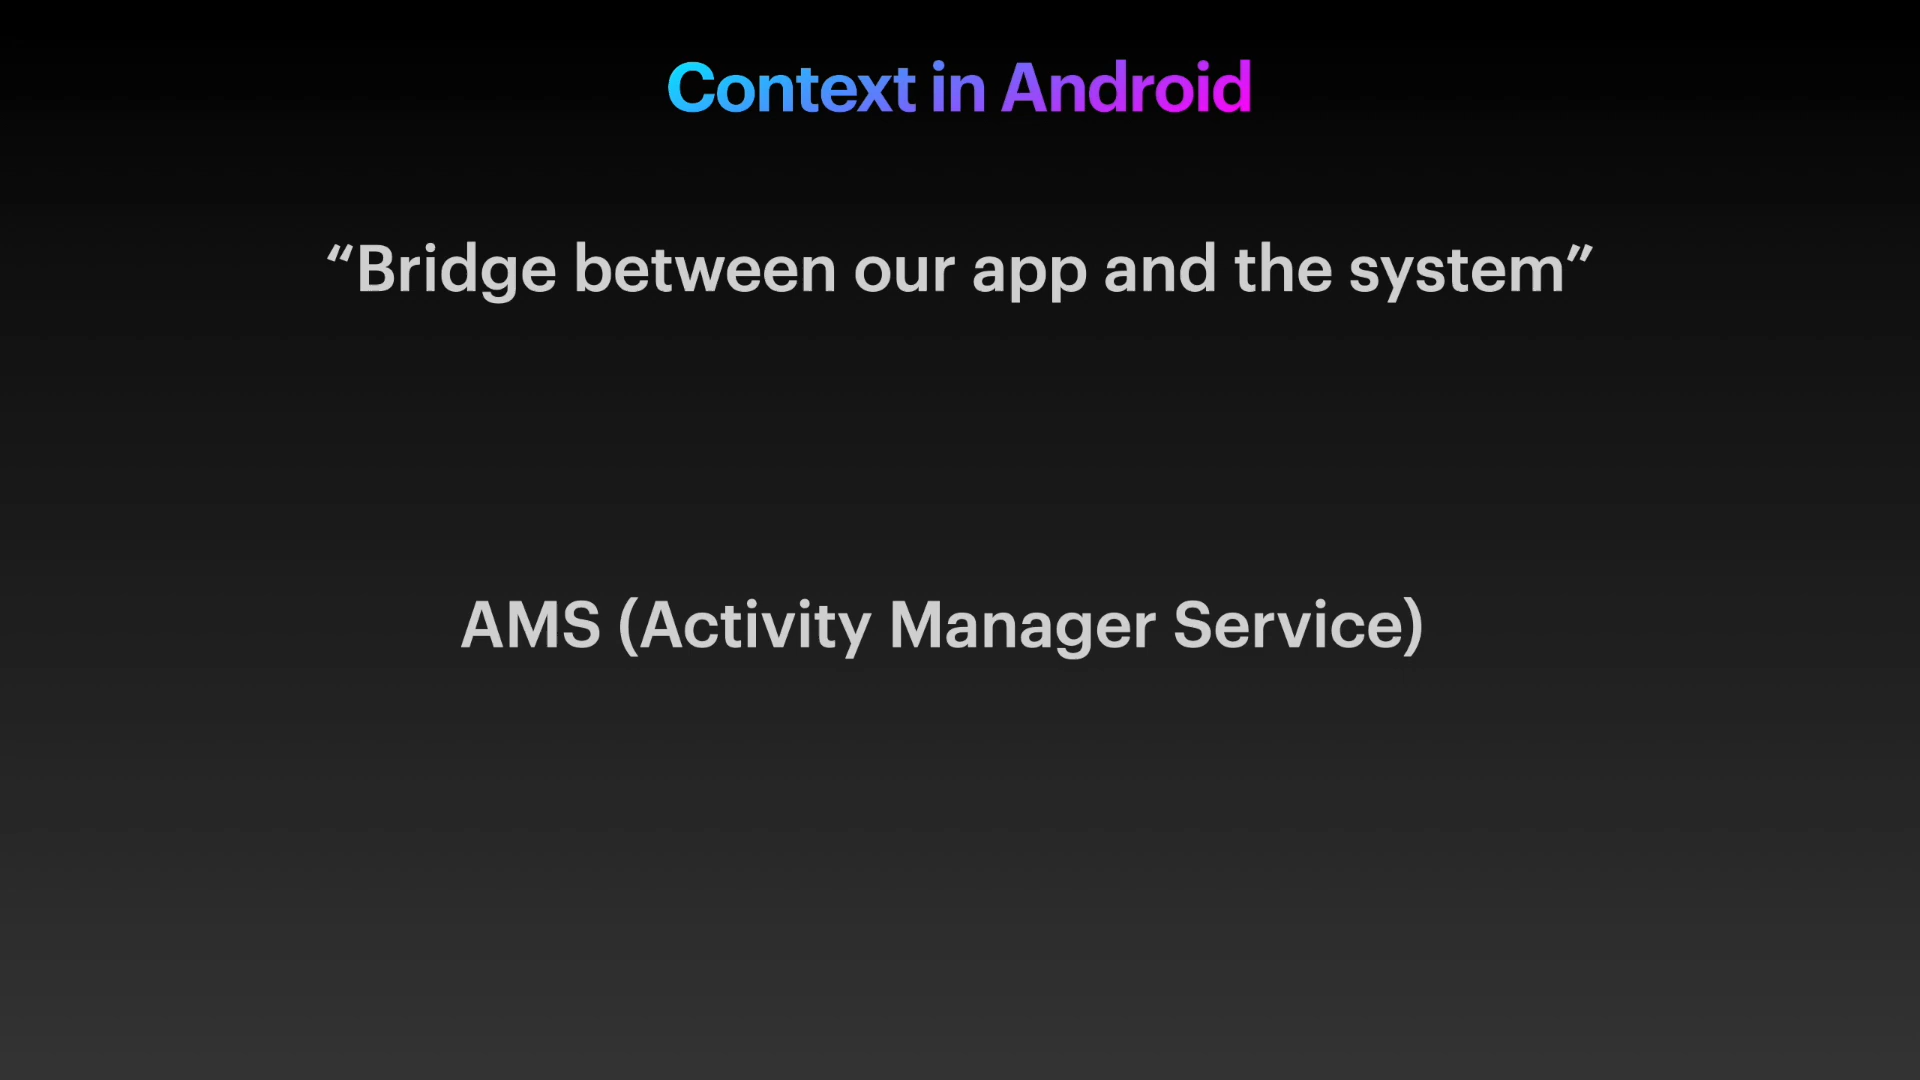 Context in Android
“Bridge between our app and the system”
AMS (Activity Manager Service)